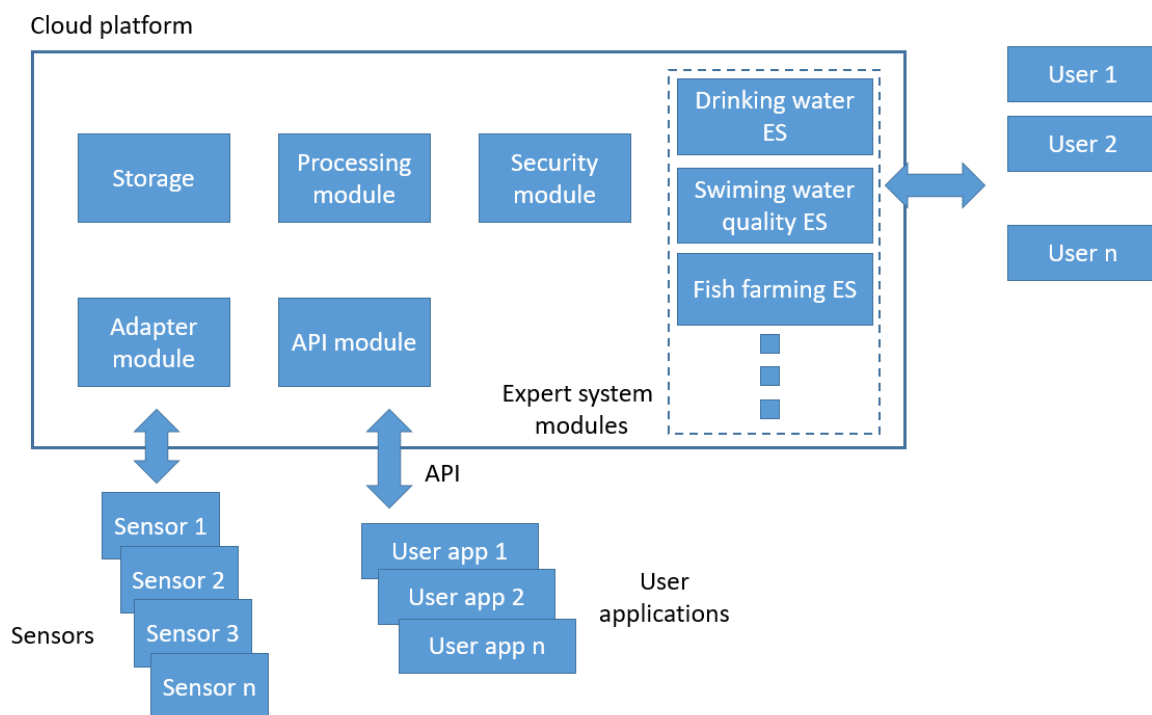 Cloud platform
Storage
Processing
module
Security
module
Drinking water
ES
Swiming water
quality ES
Fish farming ES
Adapter
module
API module
Expert system
modules
User 1
User 2
User n
API
Sensors
Sensor 1
Sensor 2
Sensor 3
Sensor n
User app 1
User app 2
User app n
User
applications